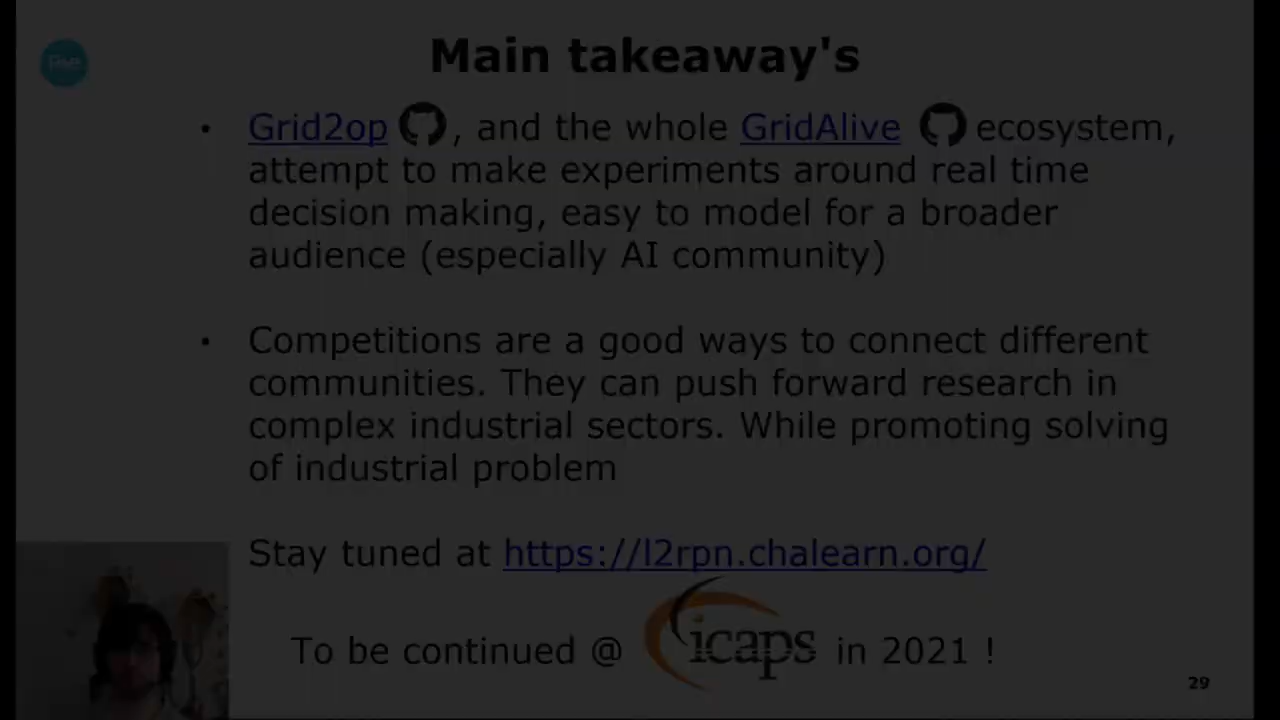 Main takeaway's
Grid2op , and the whole GridAlive ecosystem,
attempt to make experiments around real time
decision making, easy to model for a broader
audience (especially AI community)
Competitions are a good ways to connect different
communities. They can push forward research in
complex industrial sectors. While promoting solving
of industrial problem
Stay tuned at https://l2rpn.chalearn.org/
To be continued @ icaps in 2021 !
29